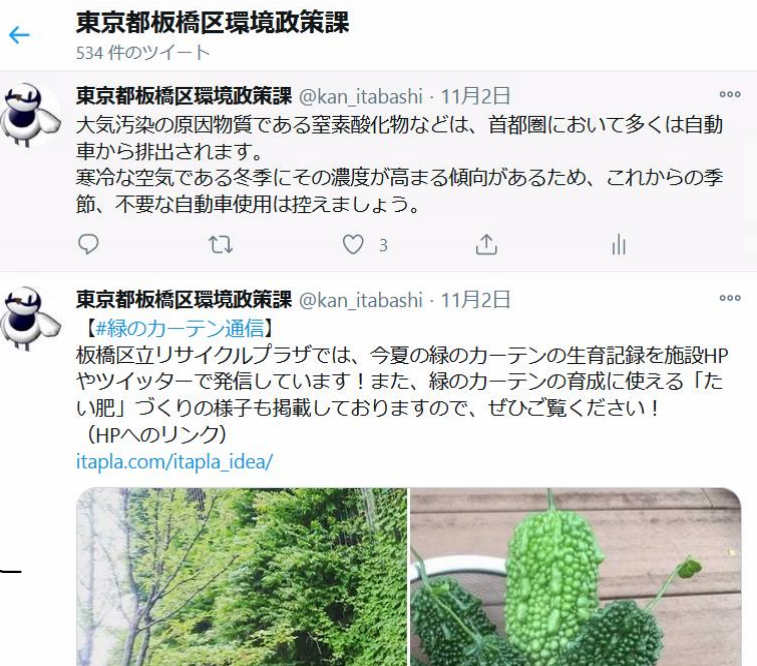 東京都板橋区環境政策課
534 件のツイート
東京都板橋区環境政策課 @kan_itabashi · 11月2日
大気汚染の原因物質である窒素酸化物などは、首都圏において多くは自動
車から排出されます。
寒冷な空気である冬季にその濃度が高まる傾向があるため、これからの季
節、不要な自動車使用は控えましょう。
3
東京都板橋区環境政策課 @kan_itabashi · 11月2日
【#緑のカーテン通信】
板橋区立リサイクルプラザでは、今夏の緑のカーテンの生育記録を施設HP
やツイッターで発信しています！また、緑のカーテンの育成に使える「た
い肥」づくりの様子も掲載しておりますので、ぜひご覧ください！
（HPへのリンク）
itapla.com/itapla_idea/